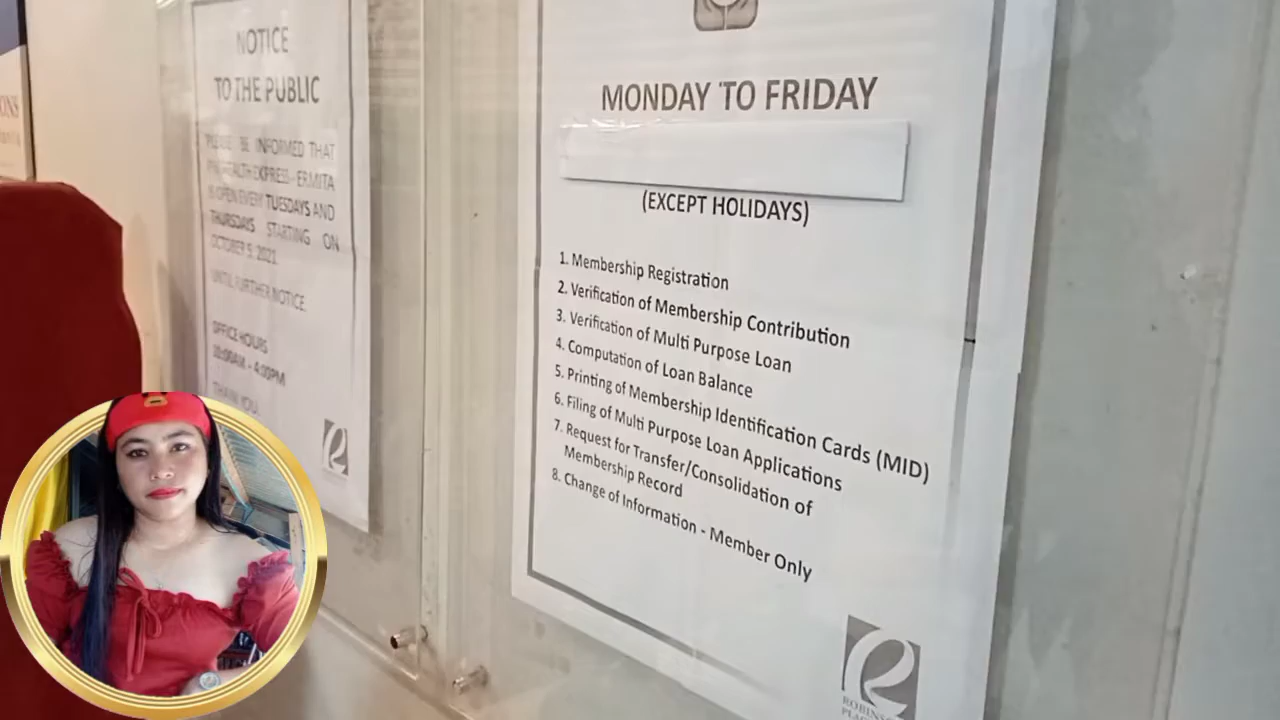 ONS
NOTICE
TO THE PUBLIC
PLEASE BE INFORMED THAT
PHILHEALTH EXPRESS - ERMITA
IS OPEN EVERY TUESDAYS AND
THURSDAYS STARTING ON
OCTOBER 5, 2021
UNTIL FURTHER NOTICE.
OFFICE HOURS
10:00AM - 4:00PM
THANK YOU.
MONDAY TO FRIDAY
(EXCEPT HOLIDAYS)
1. Membership Registration
2. Verification of Membership Contribution
3. Verification of Multi Purpose Loan
4. Computation of Loan Balance
5. Printing of Membership Identification Cards (MID)
6. Filing of Multi Purpose Loan Applications
7. Request for Transfer/Consolidation of
Membership Record
8. Change of Information - Member Only